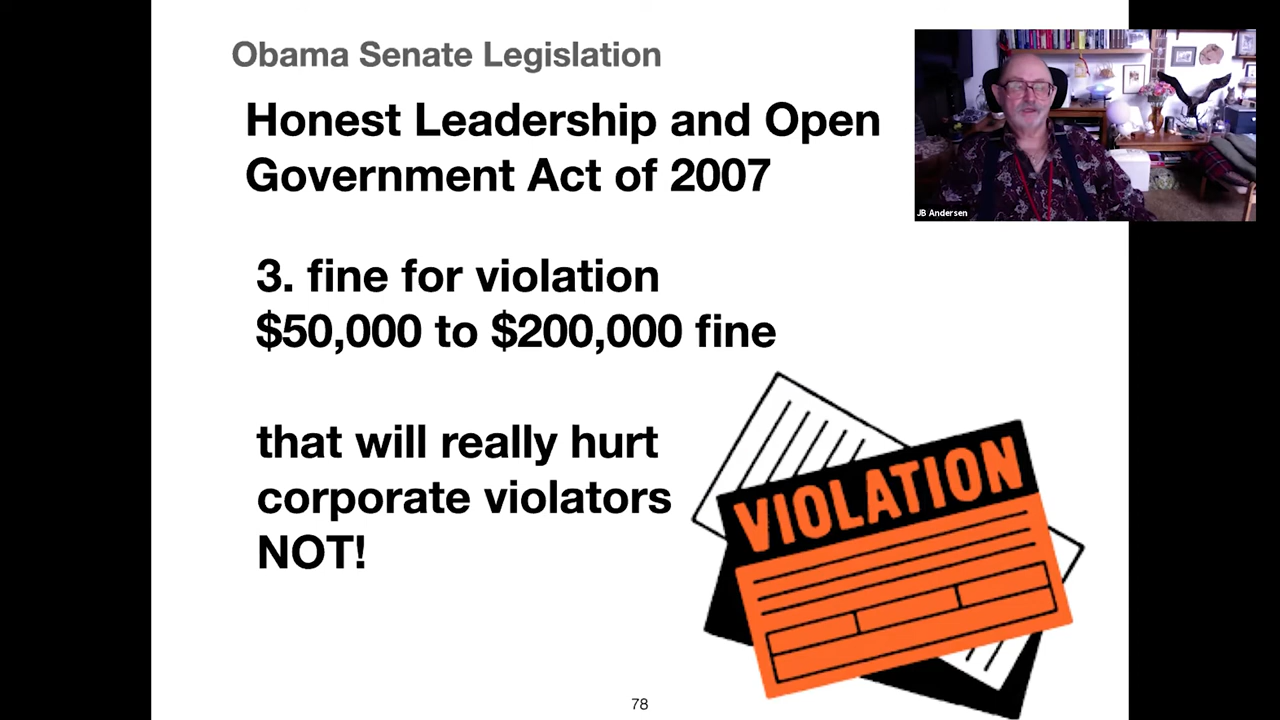 Obama Senate Legislation
Honest Leadership and Open
Government Act of 2007
3. fine for violation
$50,000 to $200,000 fine
that will really hurt
corporate violators
NOT!
VIOLATION
78
JB Andersen